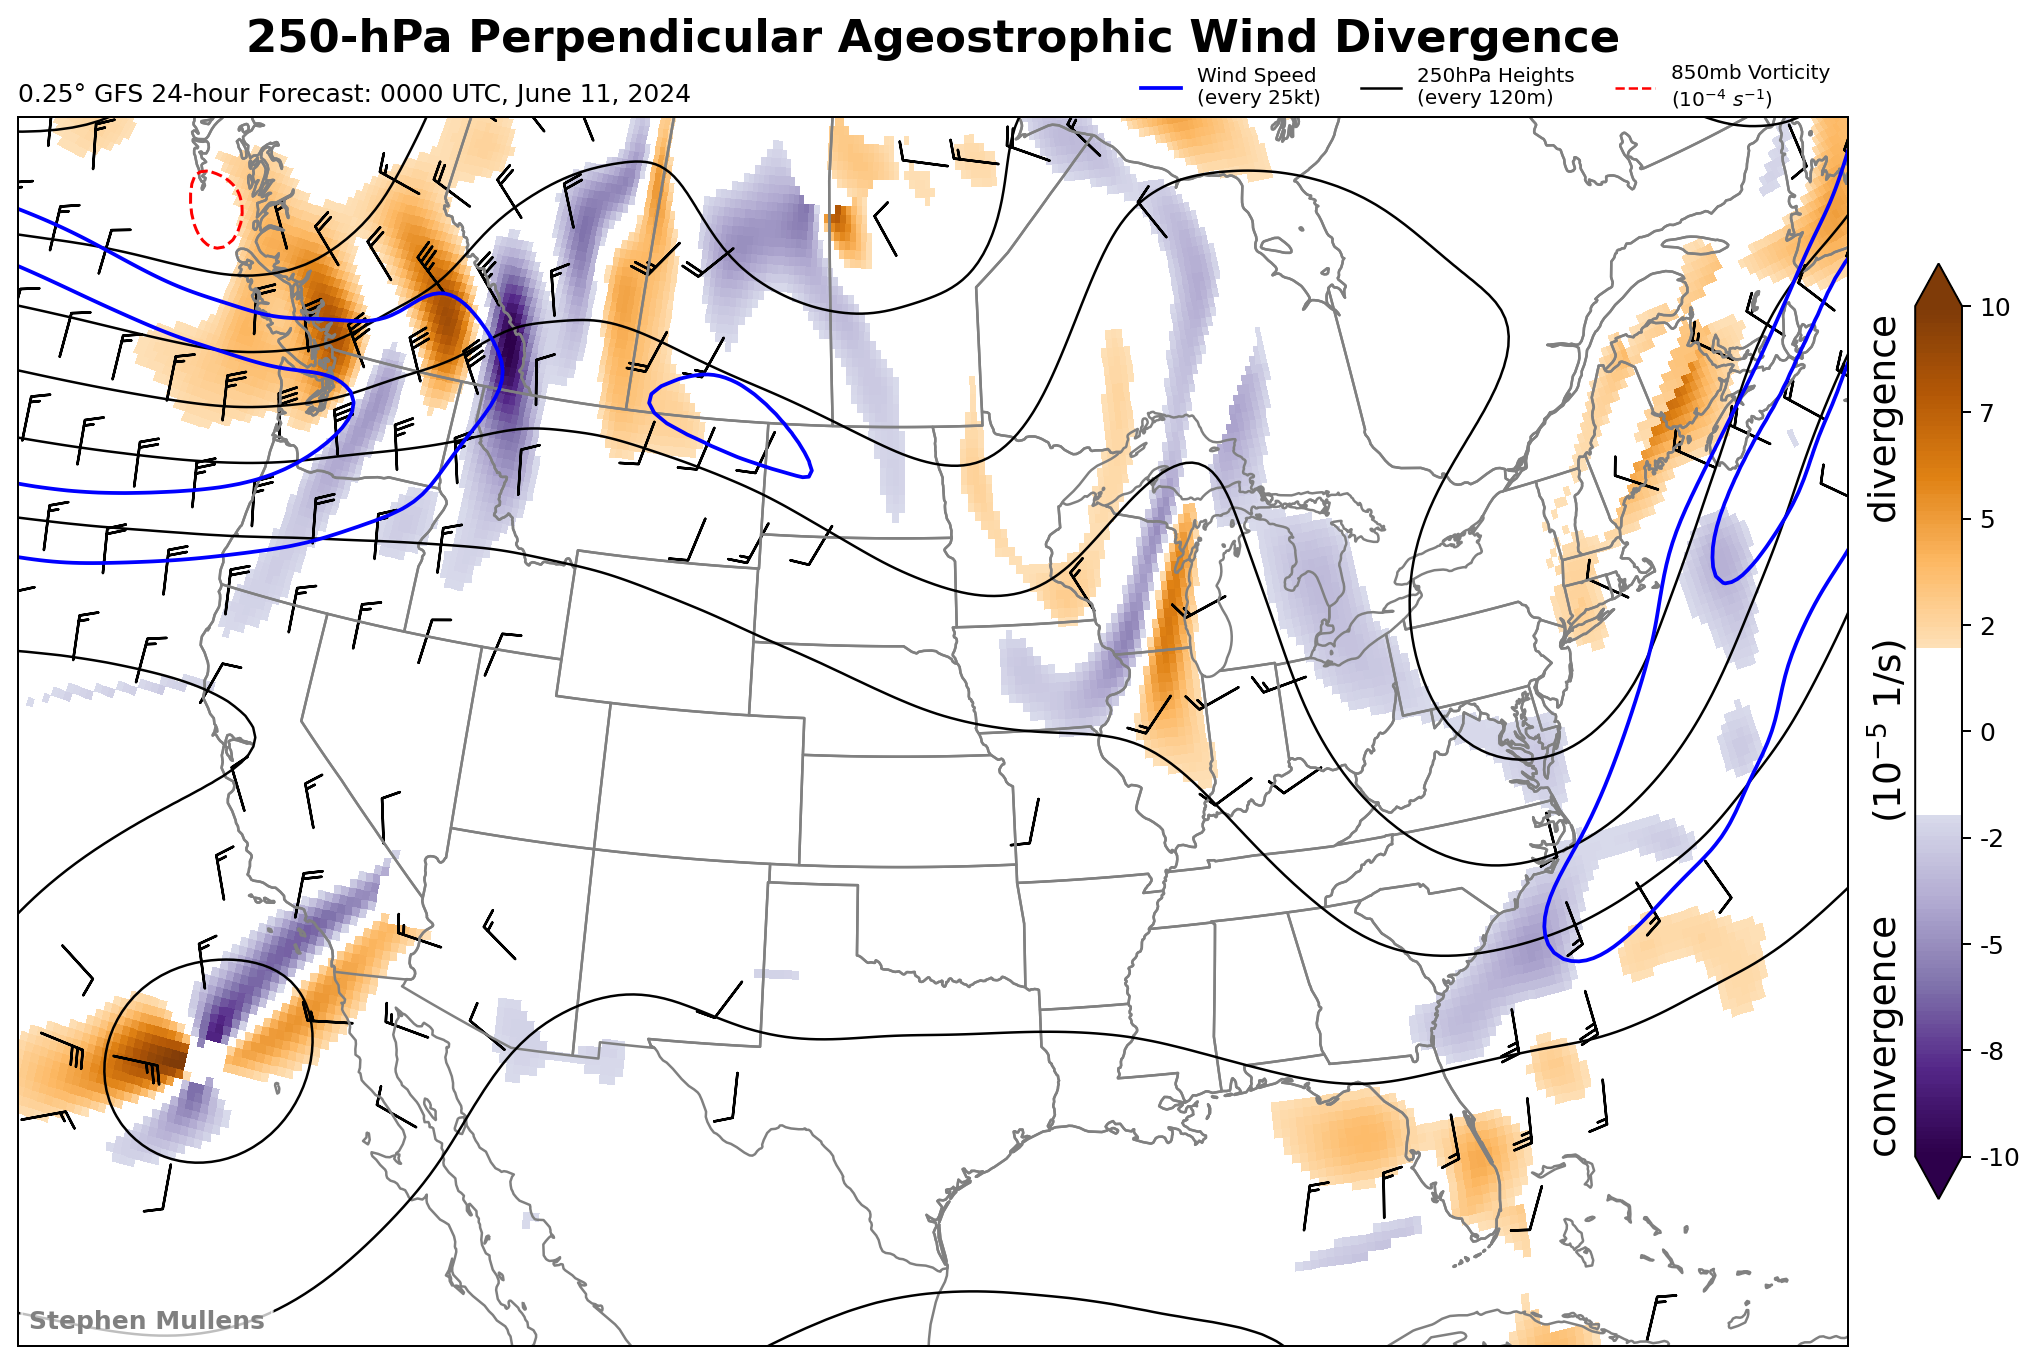 250-hPa Perpendicular Ageostrophic Wind Divergence
0.25° GFS 24-hour Forecast: 0000 UTC, June 11, 2024
Wind Speed
(every 25kt)
250hPa Heights
(every 120m)
850mb Vorticity
(10⁻⁴ s⁻¹)
10
7
5
2
0
-2
-5
-8
-10
convergence (10⁻⁵ 1/s) divergence
Stephen Mullens